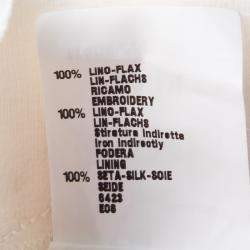 100% LINO-FLAX
LIN-FLACHS
RICAMO
EMBROIDERY
100% LINO-FLAX
LIN-FLACHS
Stiratura Indiretta
Iron Indirectly
FODERA
LINING
100% SETA-SILK-SOIE
SEIDE
6423
E08